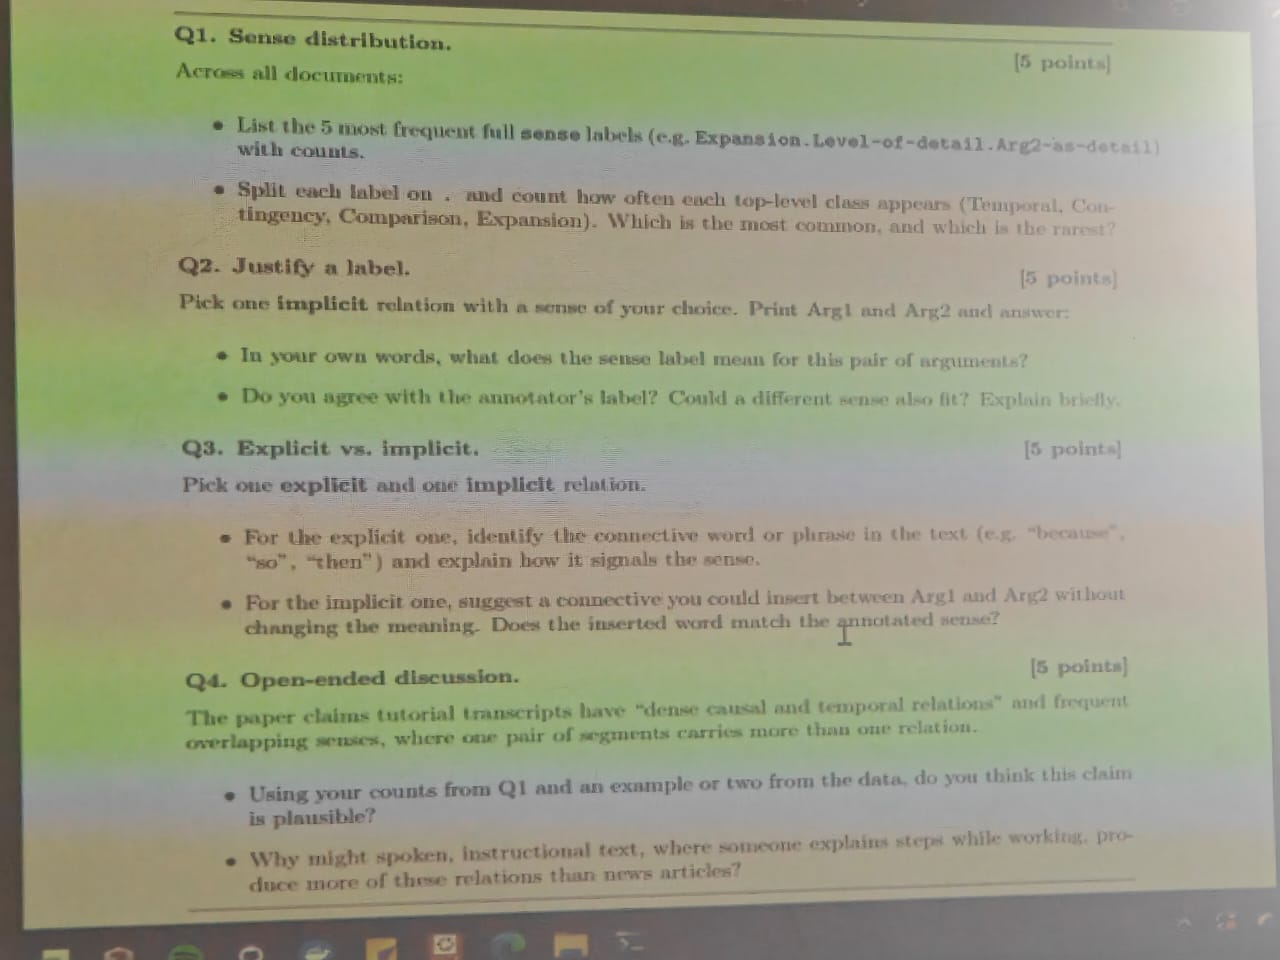 Q1. Sense distribution.
[5 points]
Across all documents:
• List the 5 most frequent full sense labels (e.g. Expansion.Level-of-detail.Arg2-as-detail)
with counts.
• Split each label on . and count how often each top-level class appears (Temporal, Con-
tingency, Comparison, Expansion). Which is the most common, and which is the rarest?
Q2. Justify a label.
[5 points]
Pick one implicit relation with a sense of your choice. Print Arg1 and Arg2 and answer:
• In your own words, what does the sense label mean for this pair of arguments?
• Do you agree with the annotator's label? Could a different sense also fit? Explain briefly.
Q3. Explicit vs. implicit.
[5 points]
Pick one explicit and one implicit relation.
• For the explicit one, identify the connective word or phrase in the text (e.g. "because",
"so", "then") and explain how it signals the sense.
• For the implicit one, suggest a connective you could insert between Arg1 and Arg2 without
changing the meaning. Does the inserted word match the annotated sense?
Q4. Open-ended discussion.
[5 points]
The paper claims tutorial transcripts have "dense causal and temporal relations" and frequent
overlapping senses, where one pair of segments carries more than one relation.
• Using your counts from Q1 and an example or two from the data, do you think this claim
is plausible?
• Why might spoken, instructional text, where someone explains steps while working, pro-
duce more of these relations than news articles?